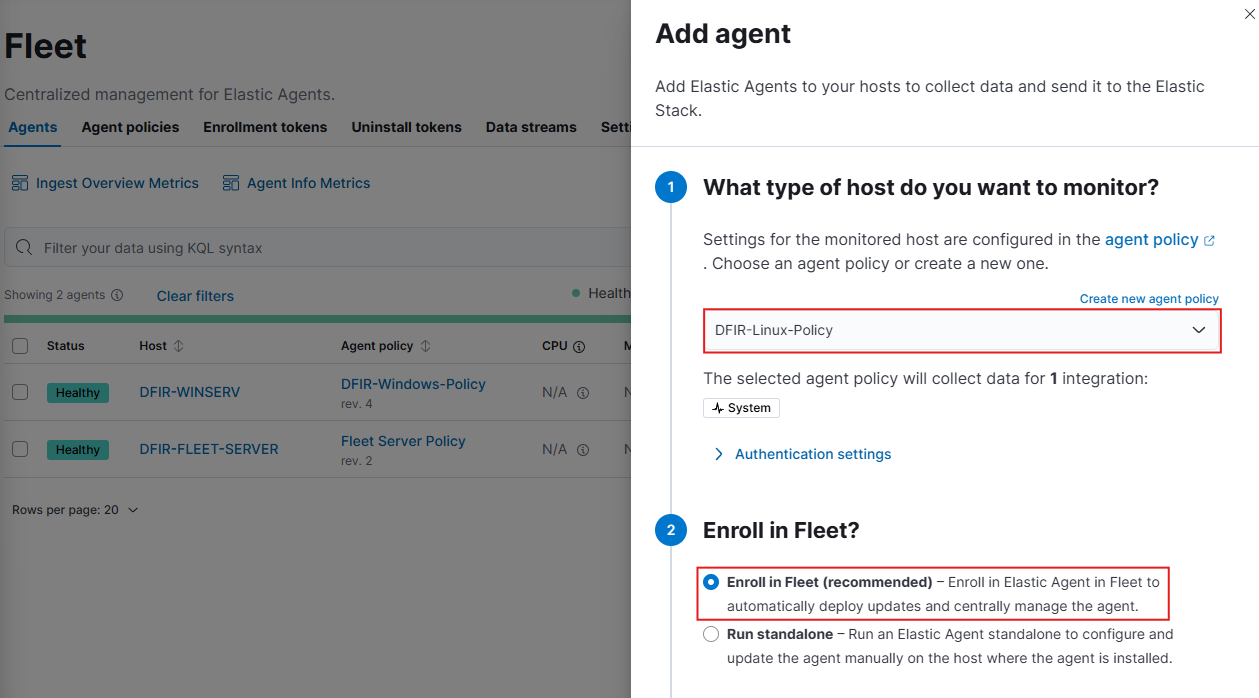 Fleet
Centralized management for Elastic Agents.
Agents Agent policies Enrollment tokens Uninstall tokens Data streams Setti
Ingest Overview Metrics Agent Info Metrics
Filter your data using KQL syntax
Showing 2 agents Clear filters Health
Status Host Agent policy CPU M
Healthy DFIR-WINSERV DFIR-Windows-Policy N/A N
rev. 4
Healthy DFIR-FLEET-SERVER Fleet Server Policy N/A N
rev. 2
Rows per page: 20
Add agent
Add Elastic Agents to your hosts to collect data and send it to the Elastic
Stack.
1 What type of host do you want to monitor?
Settings for the monitored host are configured in the agent policy
. Choose an agent policy or create a new one.
Create new agent policy
DFIR-Linux-Policy
The selected agent policy will collect data for 1 integration:
System
Authentication settings
2 Enroll in Fleet?
Enroll in Fleet (recommended) – Enroll in Elastic Agent in Fleet to
automatically deploy updates and centrally manage the agent.
Run standalone – Run an Elastic Agent standalone to configure and
update the agent manually on the host where the agent is installed.